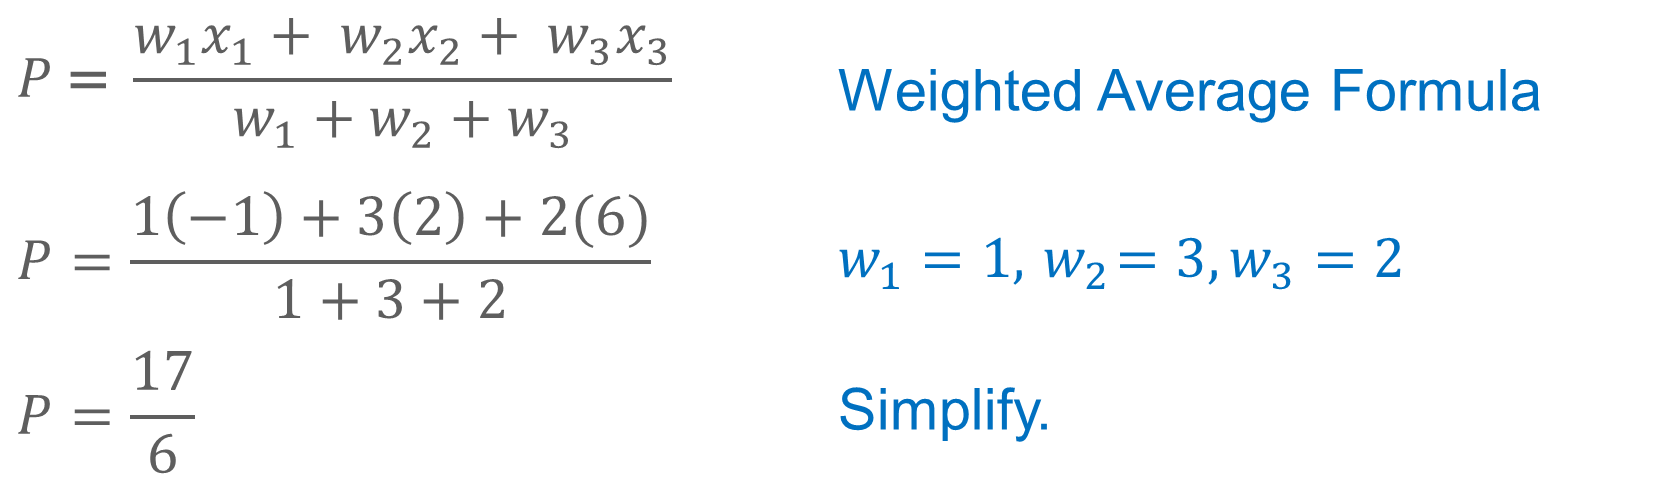 P = (w₁x₁ + w₂x₂ + w₃x₃) / (w₁ + w₂ + w₃) Weighted Average Formula
P = (1(−1) + 3(2) + 2(6)) / (1 + 3 + 2) w₁ = 1, w₂ = 3, w₃ = 2
P = 17/6 Simplify.